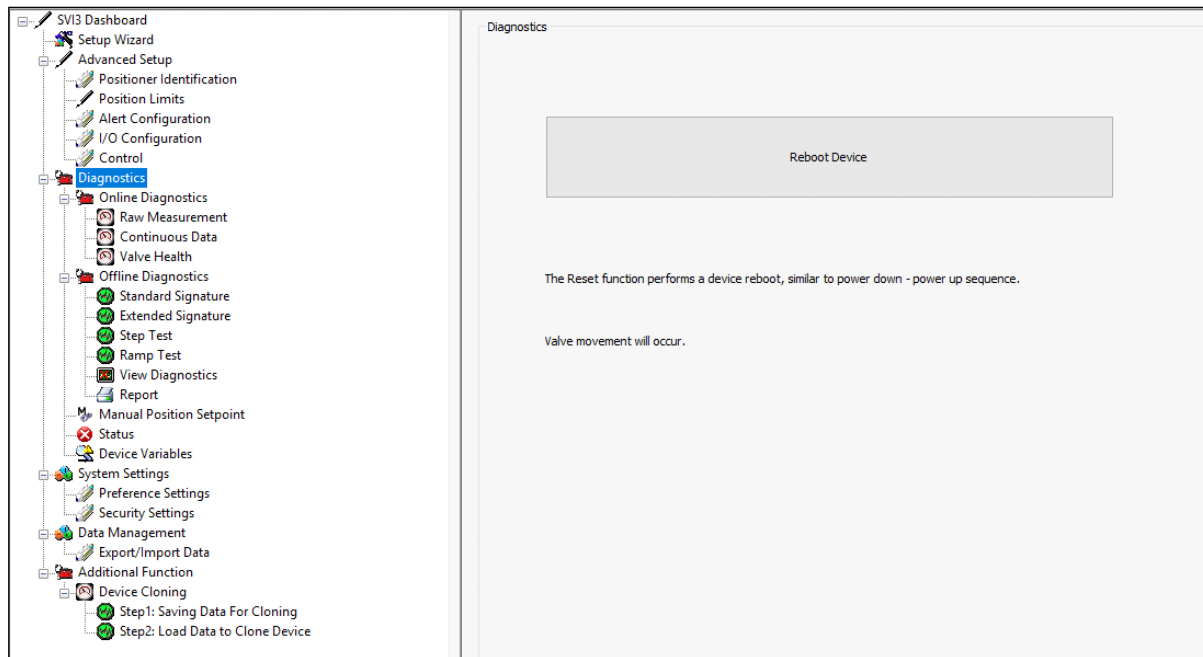 SVI3 Dashboard
Setup Wizard
Advanced Setup
Positioner Identification
Position Limits
Alert Configuration
I/O Configuration
Control
Diagnostics
Online Diagnostics
Raw Measurement
Continuous Data
Valve Health
Offline Diagnostics
Standard Signature
Extended Signature
Step Test
Ramp Test
View Diagnostics
Report
Manual Position Setpoint
Status
Device Variables
System Settings
Preference Settings
Security Settings
Data Management
Export/Import Data
Additional Function
Device Cloning
Step1: Saving Data For Cloning
Step2: Load Data to Clone Device
Diagnostics
Reboot Device
The Reset function performs a device reboot, similar to power down - power up sequence.
Valve movement will occur.